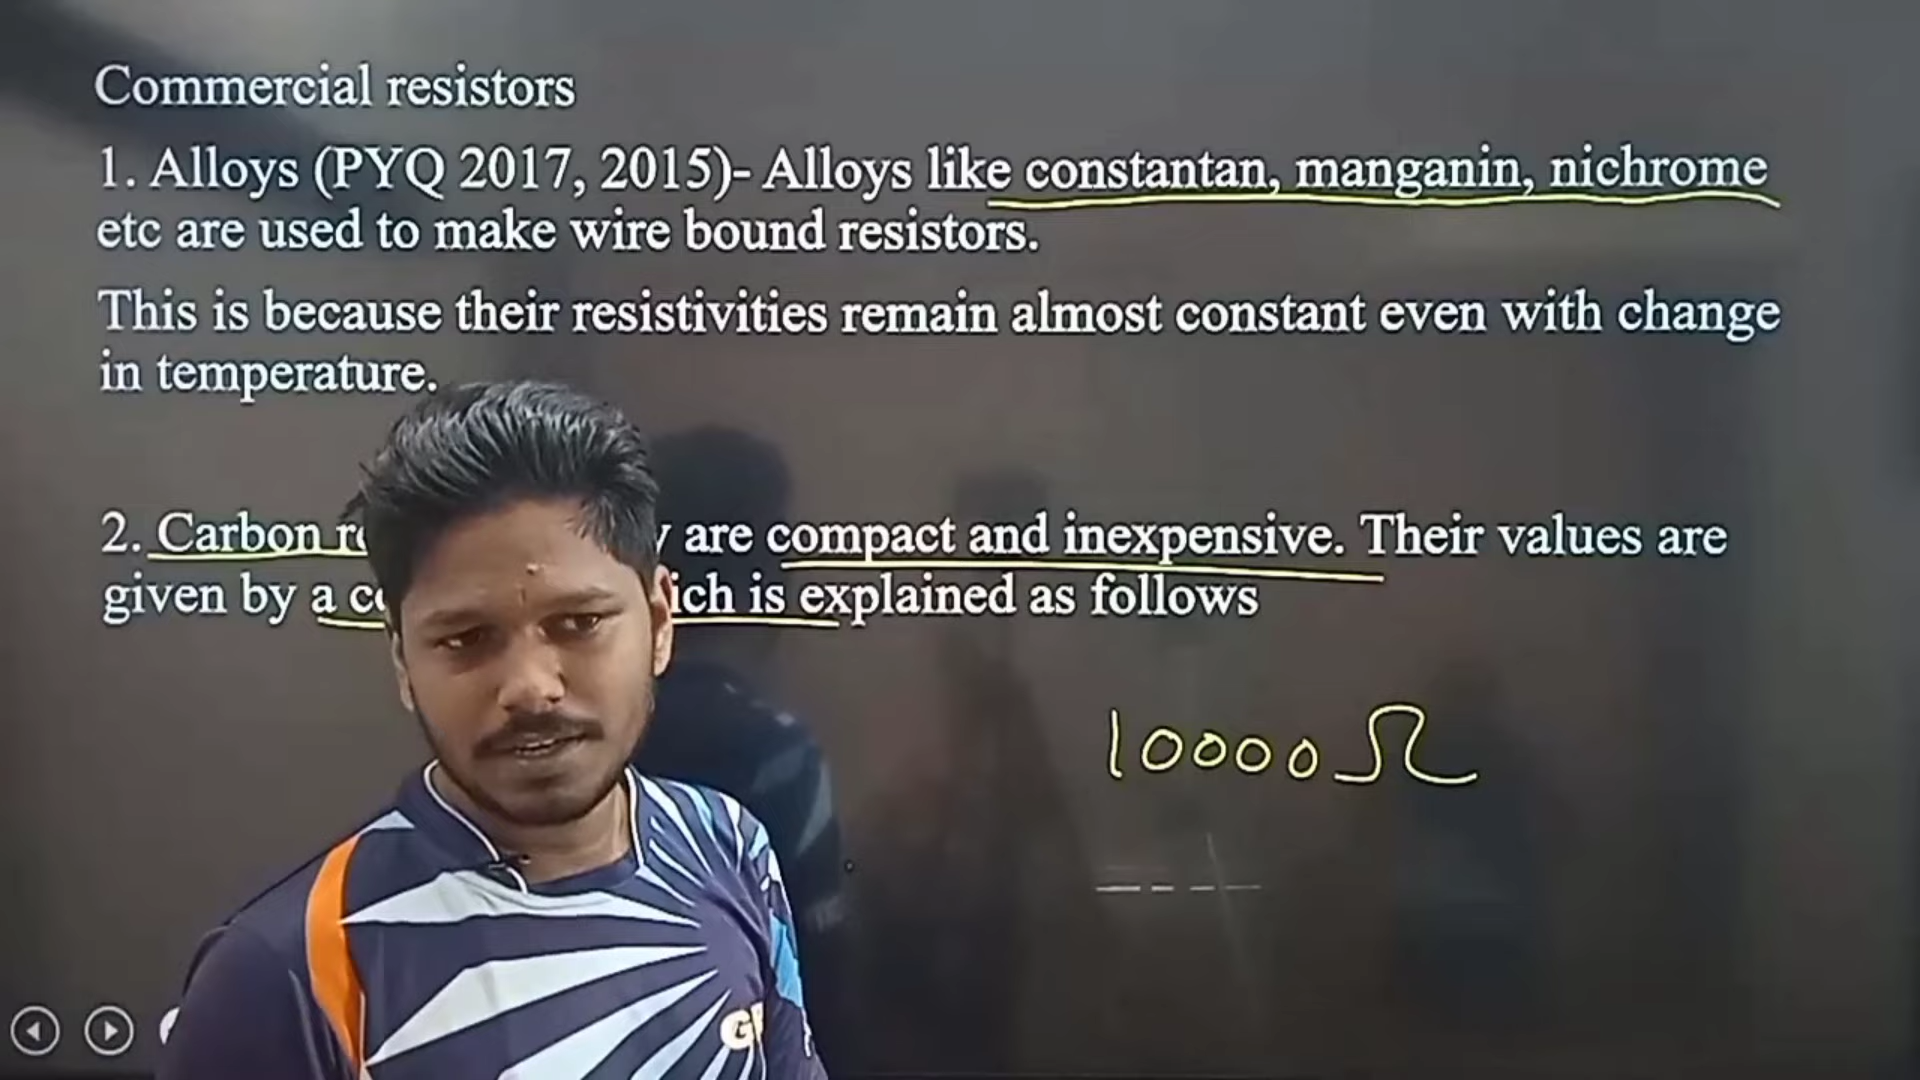 Commercial resistors
1. Alloys (PYQ 2017, 2015)- Alloys like constantan, manganin, nichrome
etc are used to make wire bound resistors.
This is because their resistivities remain almost constant even with change
in temperature.
2. Carbon are compact and inexpensive. Their values are
given by a is explained as follows
10000Ω